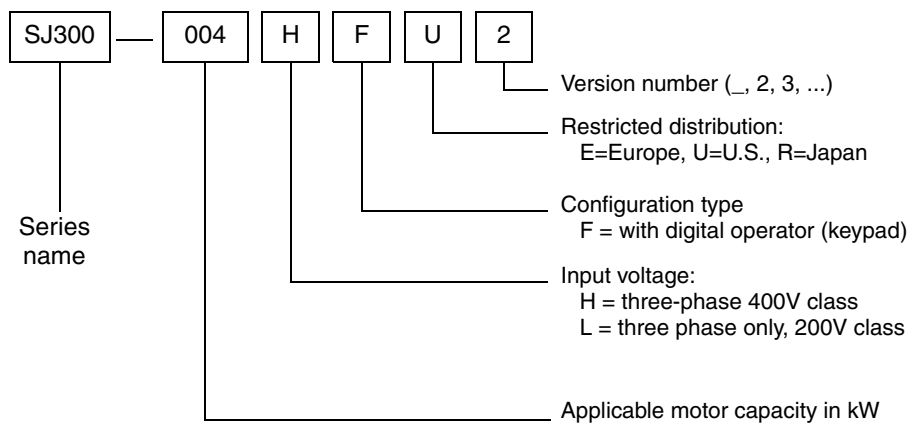 SJ300 — 004 H F U 2
Version number (_, 2, 3, ...)
Restricted distribution:
E=Europe, U=U.S., R=Japan
Configuration type
F = with digital operator (keypad)
Series
name
Input voltage:
H = three-phase 400V class
L = three phase only, 200V class
Applicable motor capacity in kW